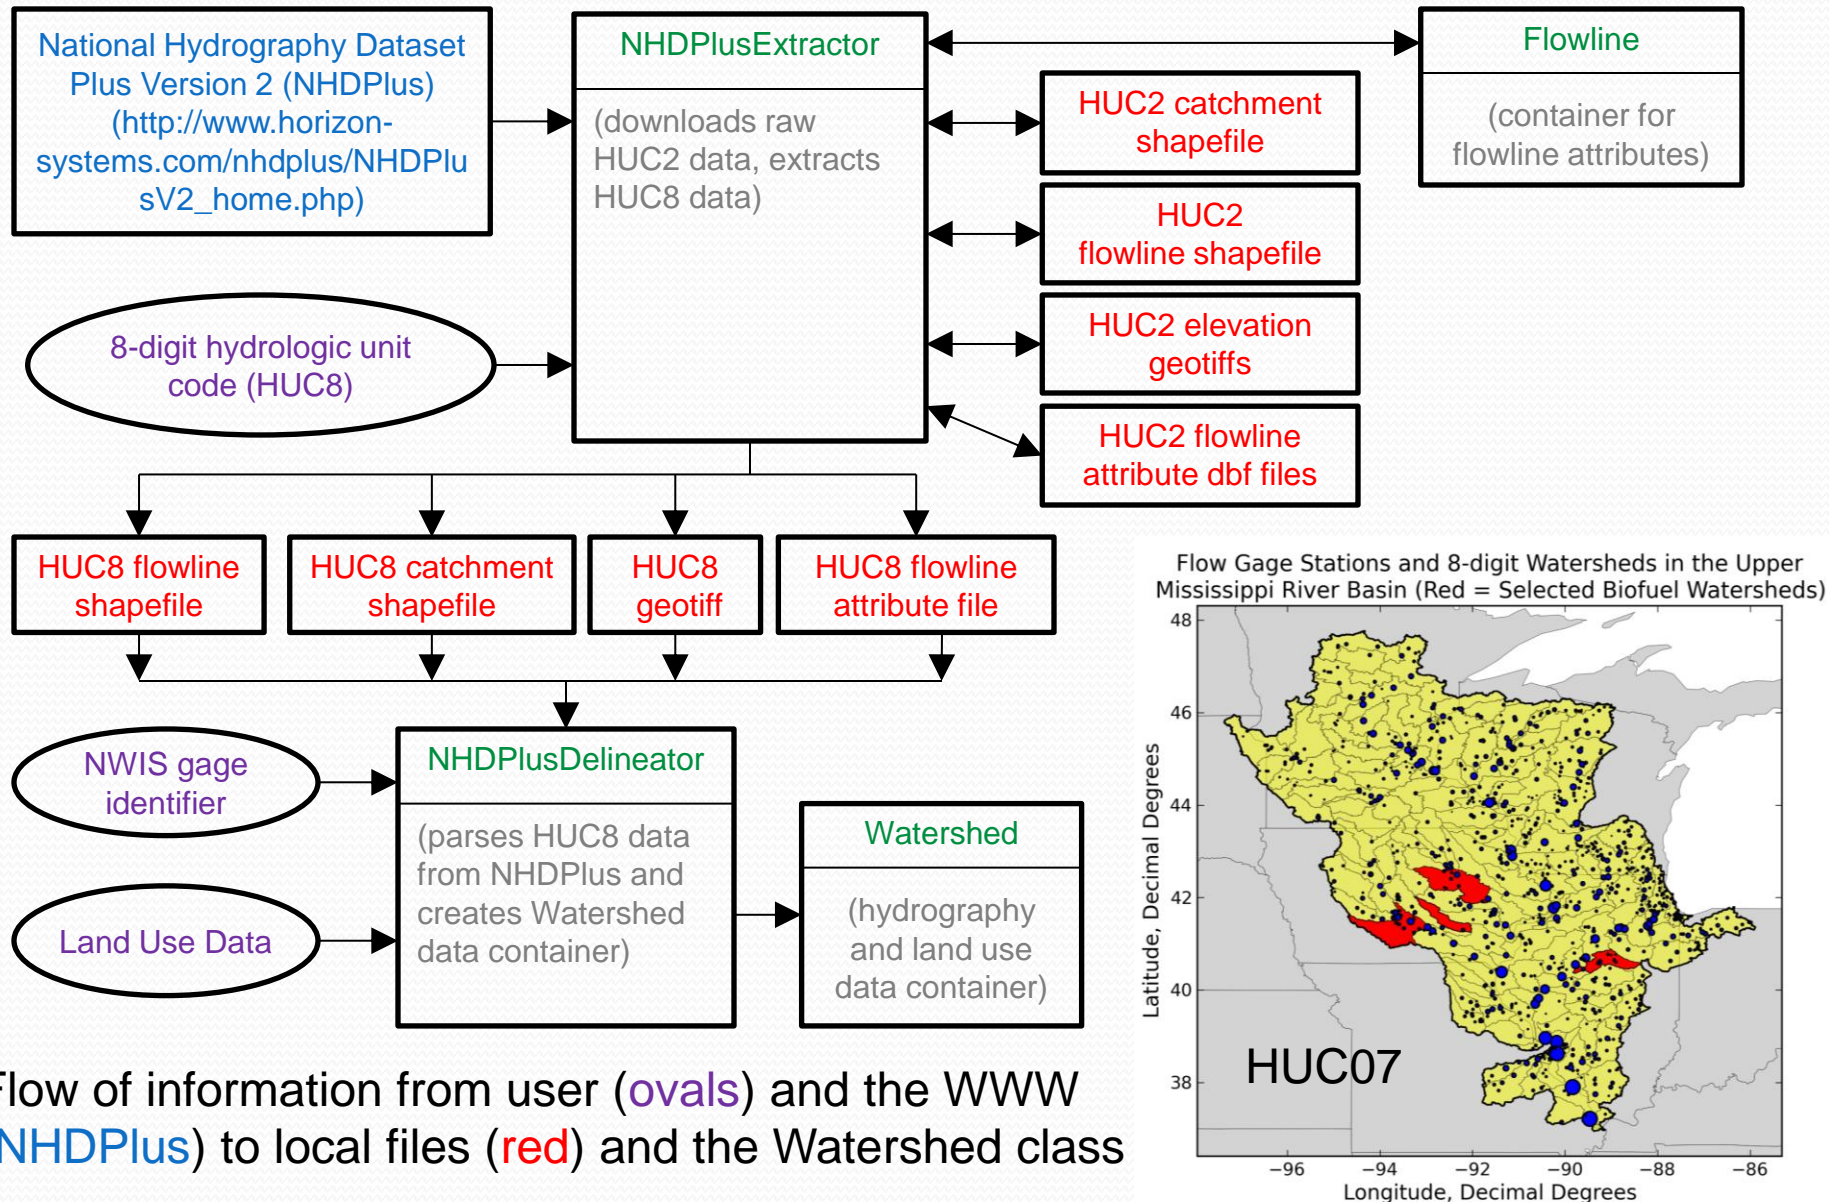 National Hydrography Dataset
Plus Version 2 (NHDPlus)
(http://www.horizon-
systems.com/nhdplus/NHDPlu
sV2_home.php)
NHDPlusExtractor
(downloads raw
HUC2 data, extracts
HUC8 data)
Flowline
(container for
flowline attributes)
HUC2 catchment
shapefile
HUC2
flowline shapefile
HUC2 elevation
geotiffs
HUC2 flowline
attribute dbf files
8-digit hydrologic unit
code (HUC8)
HUC8 flowline
shapefile
HUC8 catchment
shapefile
HUC8
geotiff
HUC8 flowline
attribute file
NWIS gage
identifier
Land Use Data
NHDPlusDelineator
(parses HUC8 data
from NHDPlus and
creates Watershed
data container)
Watershed
(hydrography
and land use
data container)
Flow of information from user (ovals) and the WWW
NHDPlus) to local files (red) and the Watershed class
Flow Gage Stations and 8-digit Watersheds in the Upper
Mississippi River Basin (Red = Selected Biofuel Watersheds)
Latitude, Decimal Degrees
48
46
44
42
40
38
HUC07
−96 −94 −92 −90 −88 −86
Longitude, Decimal Degrees